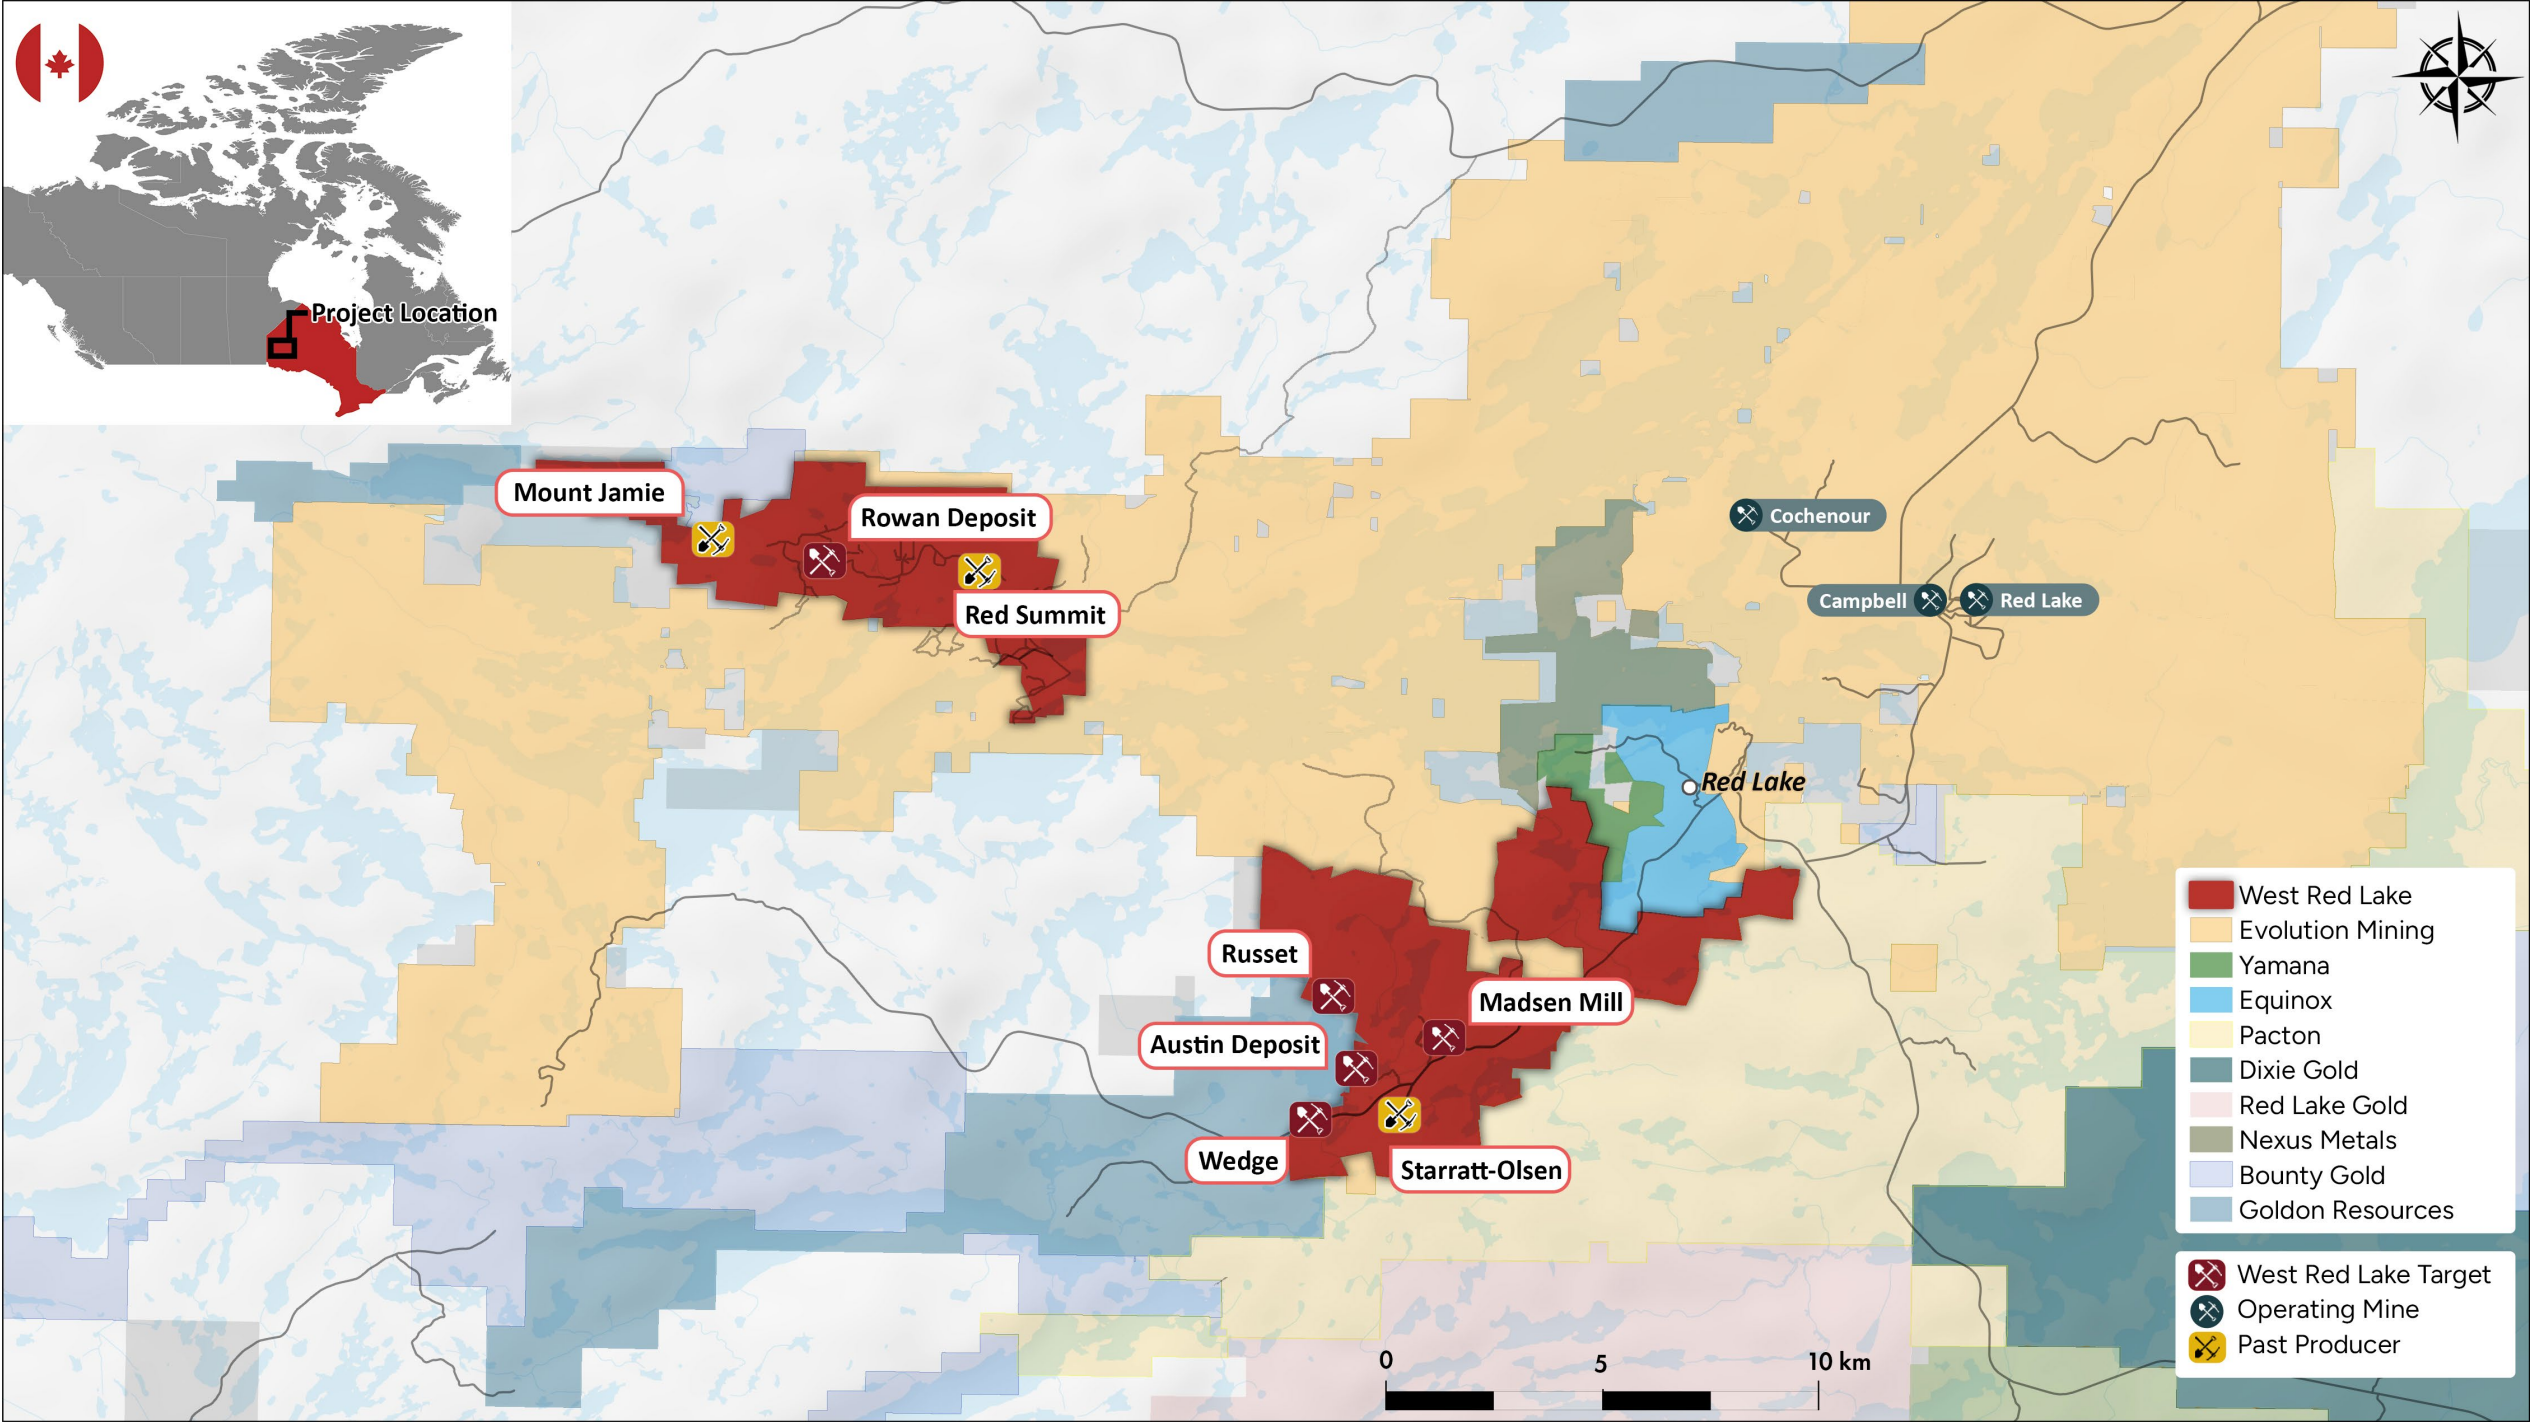 Project Location
Mount Jamie
Rowan Deposit
Red Summit
Cochenour
Campbell
Red Lake
Red Lake
Russet
Madsen Mill
Austin Deposit
Wedge
Starratt-Olsen
West Red Lake
Evolution Mining
Yamana
Equinox
Pacton
Dixie Gold
Red Lake Gold
Nexus Metals
Bounty Gold
Goldon Resources
West Red Lake Target
Operating Mine
Past Producer
0 5 10 km